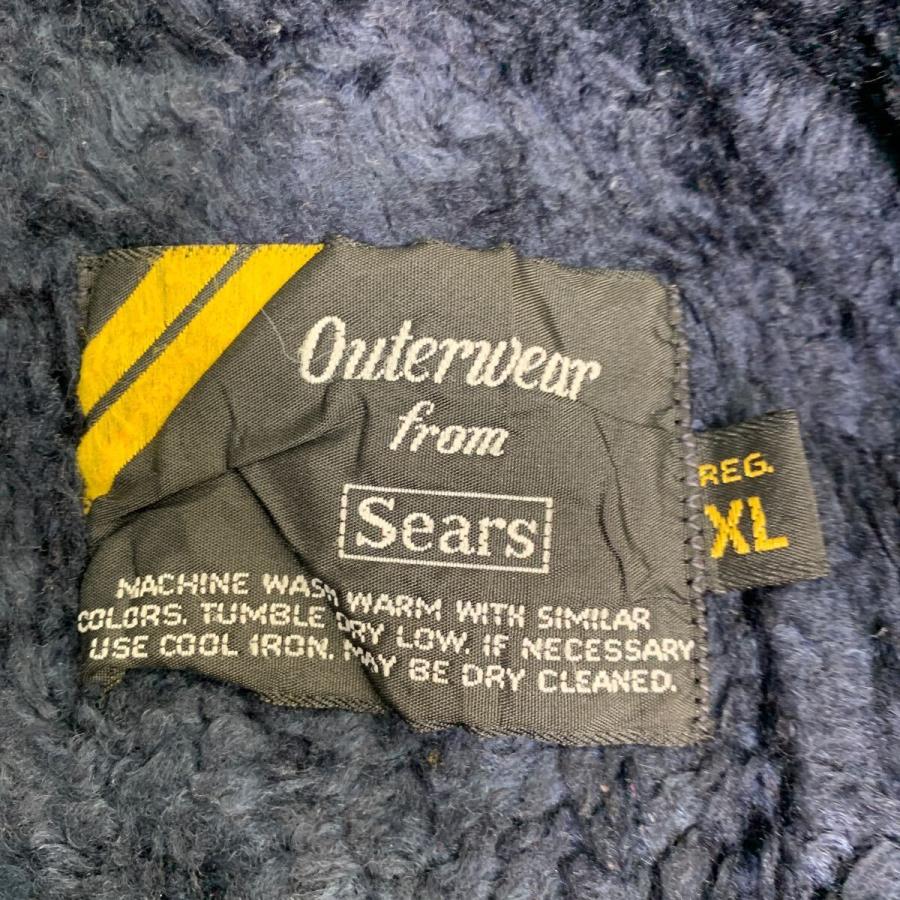 Outerwear
from
Sears
MACHINE WASH WARM WITH SIMILAR
COLORS. TUMBLE DRY LOW. IF NECESSARY
USE COOL IRON. MAY BE DRY CLEANED.
REG.
XL